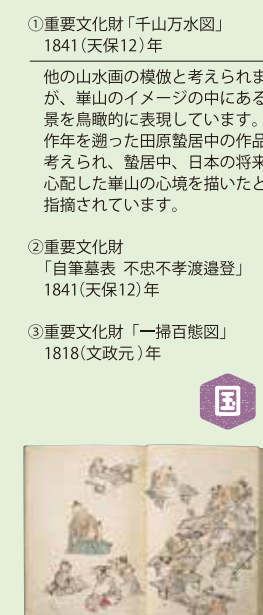 ①重要文化財「千山万水図」
1841(天保12)年
他の山水画の模倣と考えられま
が、崋山のイメージの中にある
景を鳥瞰的に表現しています。
作年を遡った田原蟄居中の作品
考えられ、蟄居中、日本の将来
心配した崋山の心境を描いたと
指摘されています。
②重要文化財
「自筆墓表 不忠不孝渡邉登」
1841(天保12)年
③重要文化財「一掃百態図」
1818(文政元)年
国